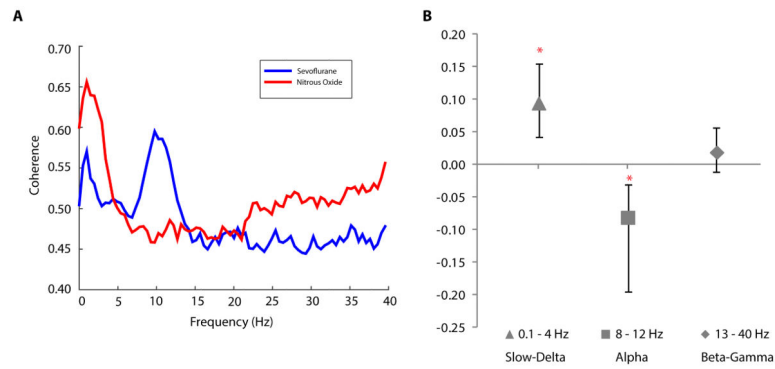 A
B
0.70
0.65
0.60
0.55
0.50
0.45
0.40
Coherence
Sevoflurane
Nitrous Oxide
0 5 10 15 20 25 30 35 40
Frequency (Hz)
0.20
0.15
0.10
0.05
0.00
-0.05
-0.10
-0.15
-0.20
-0.25
*
*
0.1 - 4 Hz 8 - 12 Hz 13 - 40 Hz
Slow-Delta Alpha Beta-Gamma